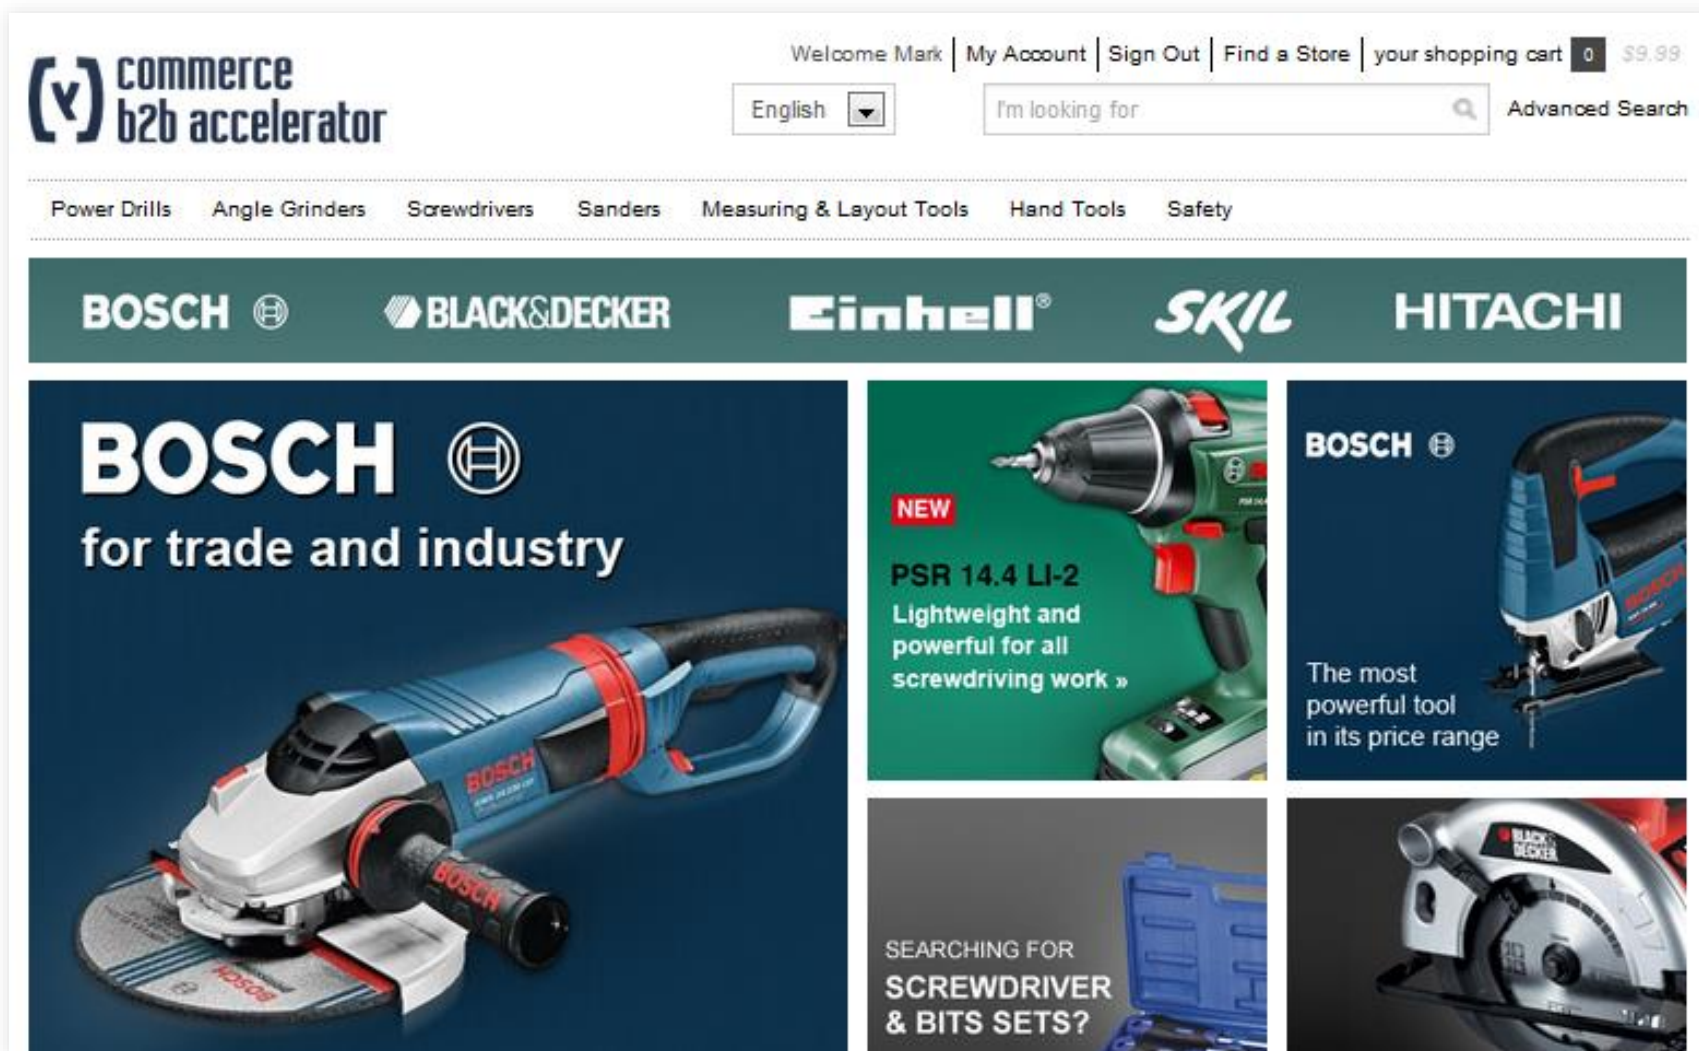 commerce
b2b accelerator
Welcome Mark | My Account | Sign Out | Find a Store | your shopping cart 0 $9.99
English
I'm looking for
Advanced Search
Power Drills Angle Grinders Screwdrivers Sanders Measuring & Layout Tools Hand Tools Safety
BOSCH BLACK&DECKER Einhell® SKIL HITACHI
BOSCH
for trade and industry
BOSCH
BOSCH
BOSCH
NEW
PSR 14.4 LI-2
Lightweight and
powerful for all
screwdriving work »
BOSCH
BOSCH
The most
powerful tool
in its price range
SEARCHING FOR
SCREWDRIVER
& BITS SETS?
BLACK&
DECKER